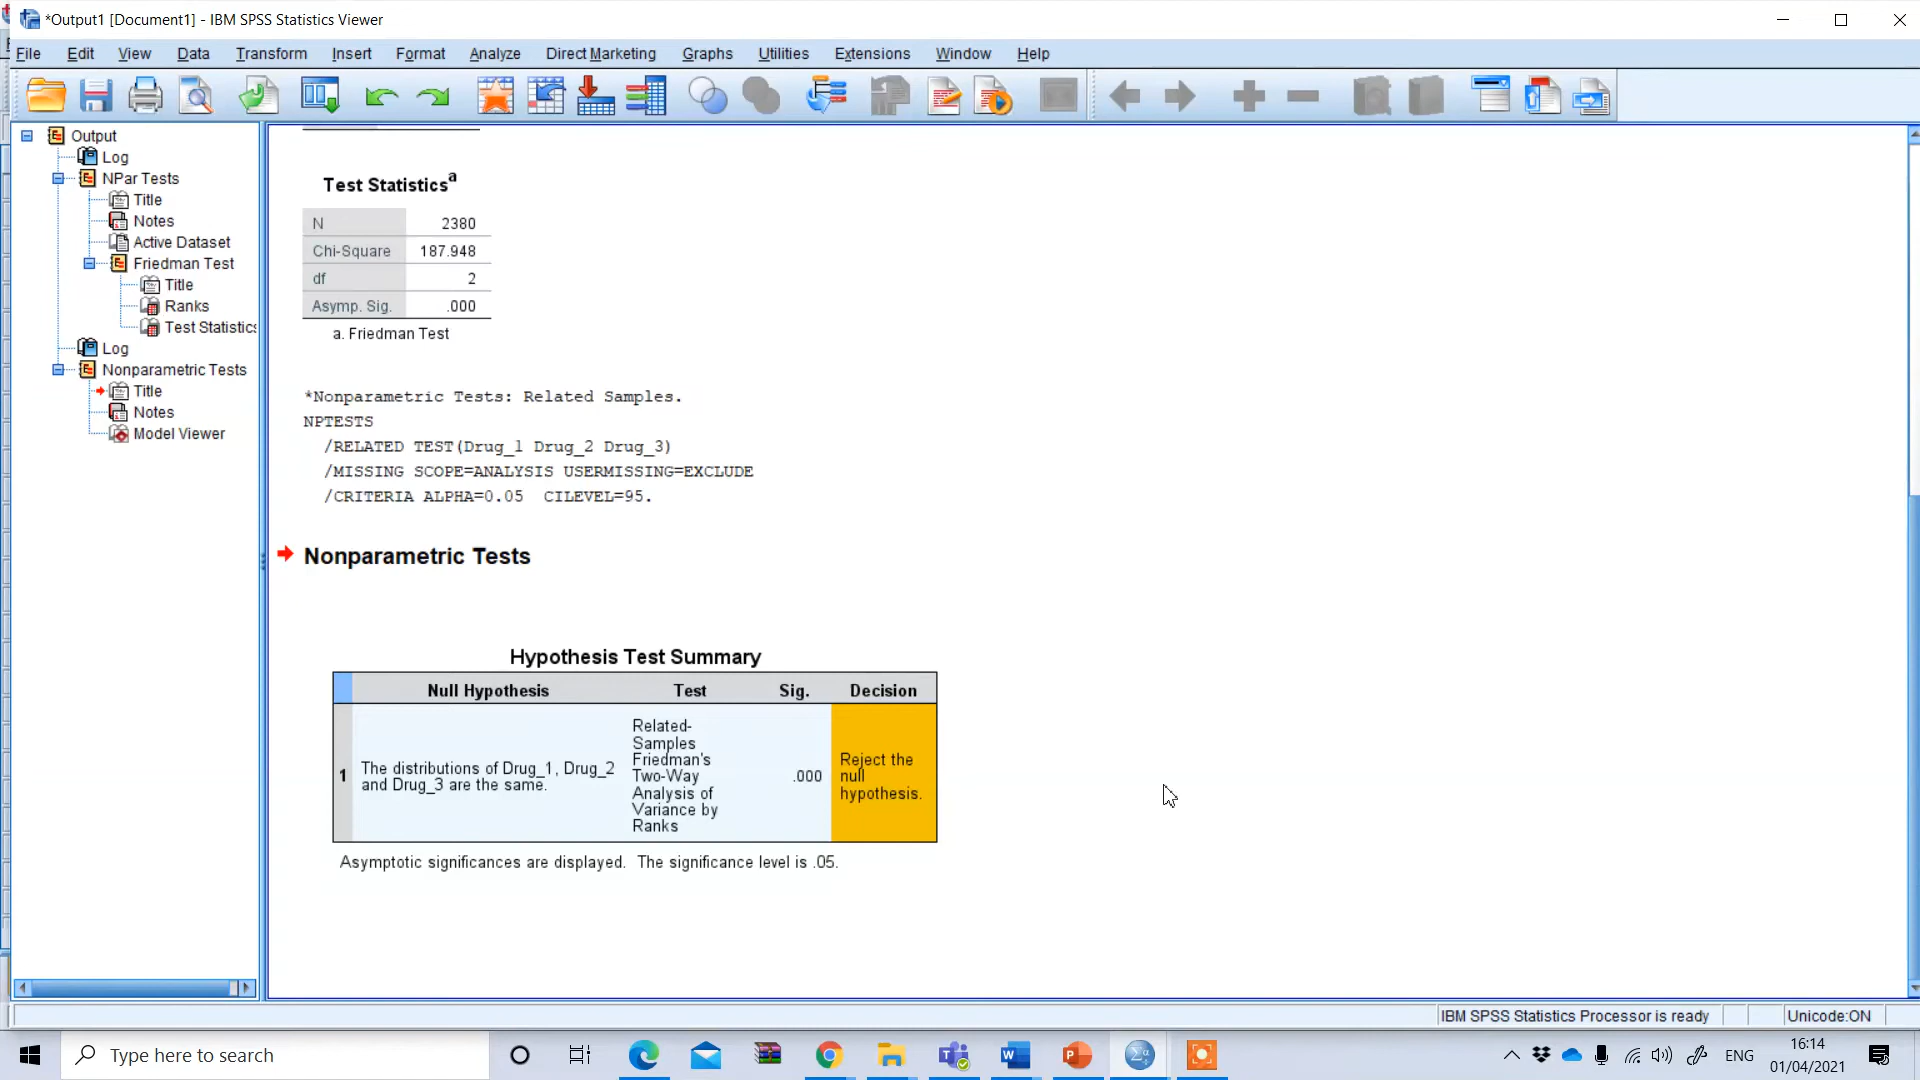 *Output1 [Document1] - IBM SPSS Statistics Viewer
File Edit View Data Transform Insert Format Analyze Direct Marketing Graphs Utilities Extensions Window Help
Output
Log
NPar Tests
Title
Notes
Active Dataset
Friedman Test
Title
Ranks
Test Statistics
Log
Nonparametric Tests
Title
Notes
Model Viewer
Test Statistics^a
N 2380
Chi-Square 187.948
df 2
Asymp. Sig. .000
a. Friedman Test
*Nonparametric Tests: Related Samples.
NPTESTS
/RELATED TEST(Drug_1 Drug_2 Drug_3)
/MISSING SCOPE=ANALYSIS USERMISSING=EXCLUDE
/CRITERIA ALPHA=0.05 CILEVEL=95.
Nonparametric Tests
Hypothesis Test Summary
Null Hypothesis Test Sig. Decision
1
The distributions of Drug_1, Drug_2
and Drug_3 are the same.
Related-
Samples
Friedman's
Two-Way
Analysis of
Variance by
Ranks
.000
Reject the
null
hypothesis.
Asymptotic significances are displayed. The significance level is .05.
IBM SPSS Statistics Processor is ready Unicode:ON
Type here to search
ENG
16:14
01/04/2021